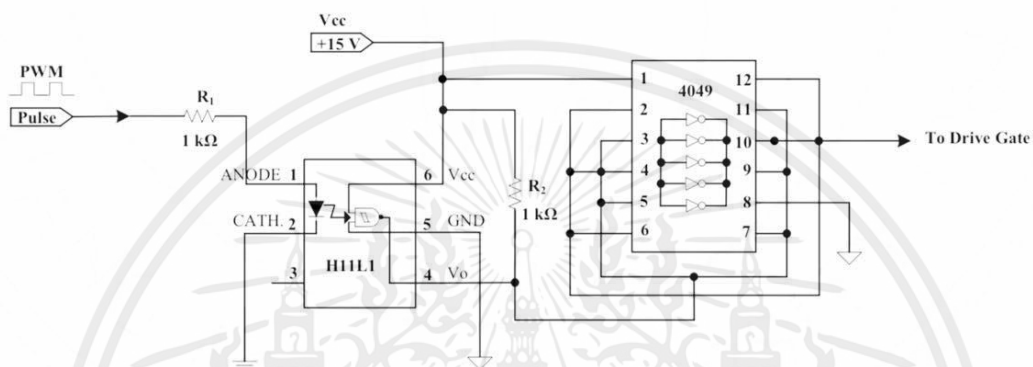 Vcc
+15 V
PWM
Pulse
R1
1 kΩ
ANODE
1
CATH.
2
3
H11L1
6
Vcc
5
GND
4
Vo
R2
1 kΩ
4049
1
2
3
4
5
6
12
11
10
9
8
7
To Drive Gate